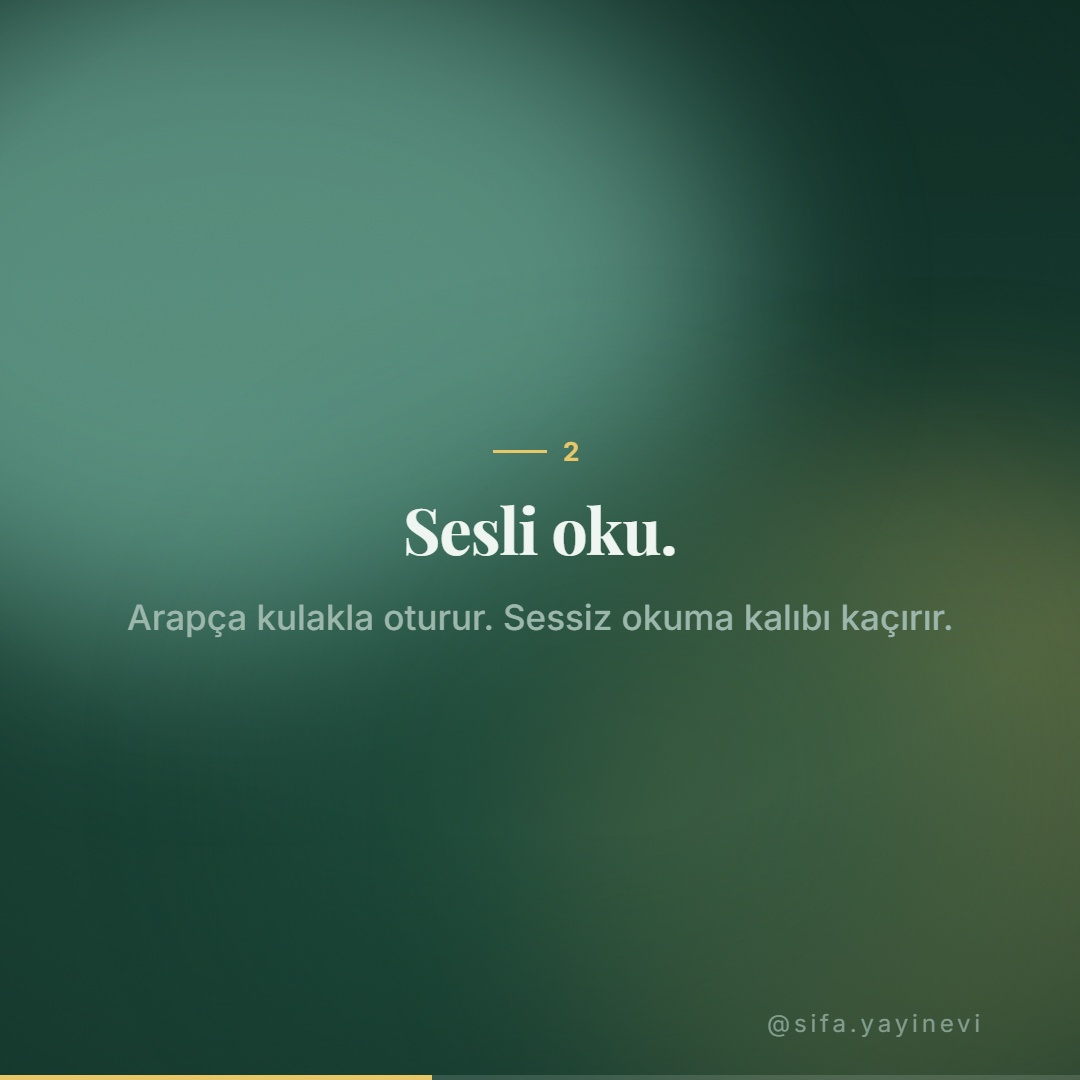 2
Sesli oku.
Arapça kulakla oturur. Sessiz okuma kalıbı kaçırır.
@sifa.yayinevi